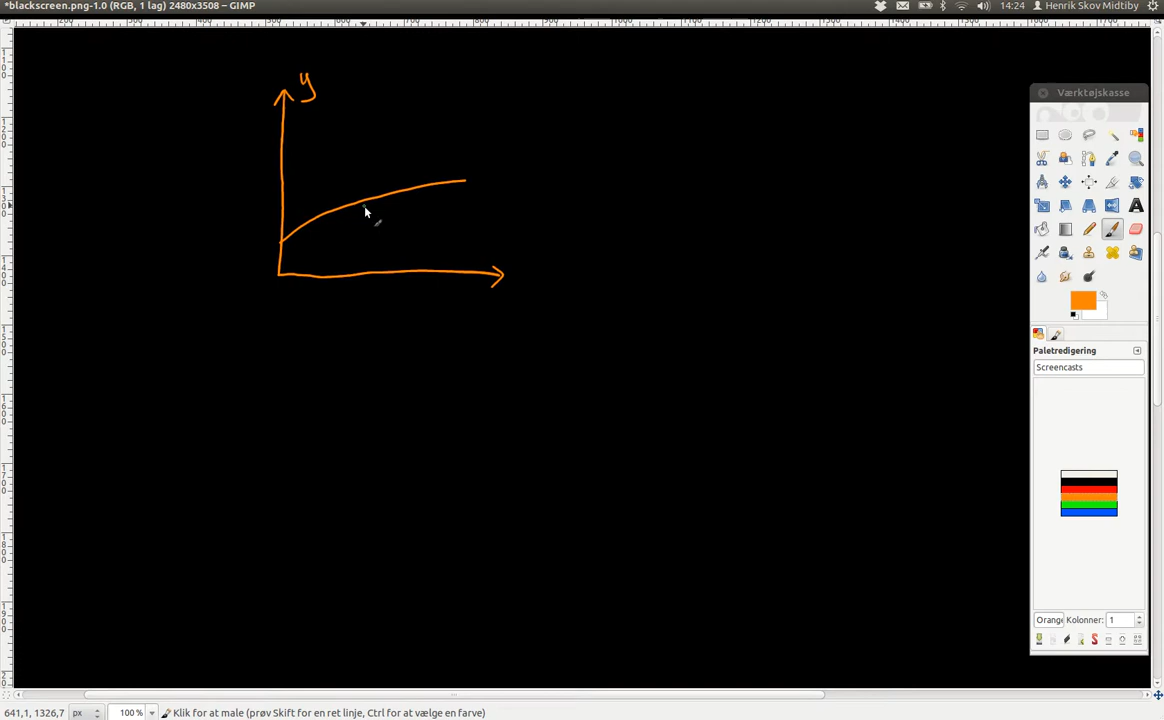 *blackscreen.png-1.0 (RGB, 1 lag) 2480x3508 – GIMP
14:24
Henrik Skov Midtiby
y
Værktøjskasse
Paletredigering
Screencasts
Orange
Kolonner: 1
641,1, 1326,7
px
100%
Klik for at male (prøv Skift for en ret linje, Ctrl for at vælge en farve)